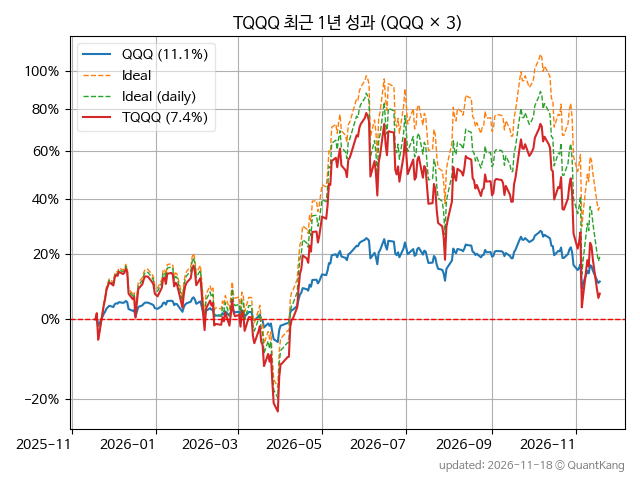 TQQQ 최근 1년 성과 (QQQ × 3)
QQQ (11.1%)
Ideal
Ideal (daily)
TQQQ (7.4%)
100%
80%
60%
40%
20%
0%
−20%
2025-11 2026-01 2026-03 2026-05 2026-07 2026-09 2026-11
updated: 2026-11-18 © QuantKang